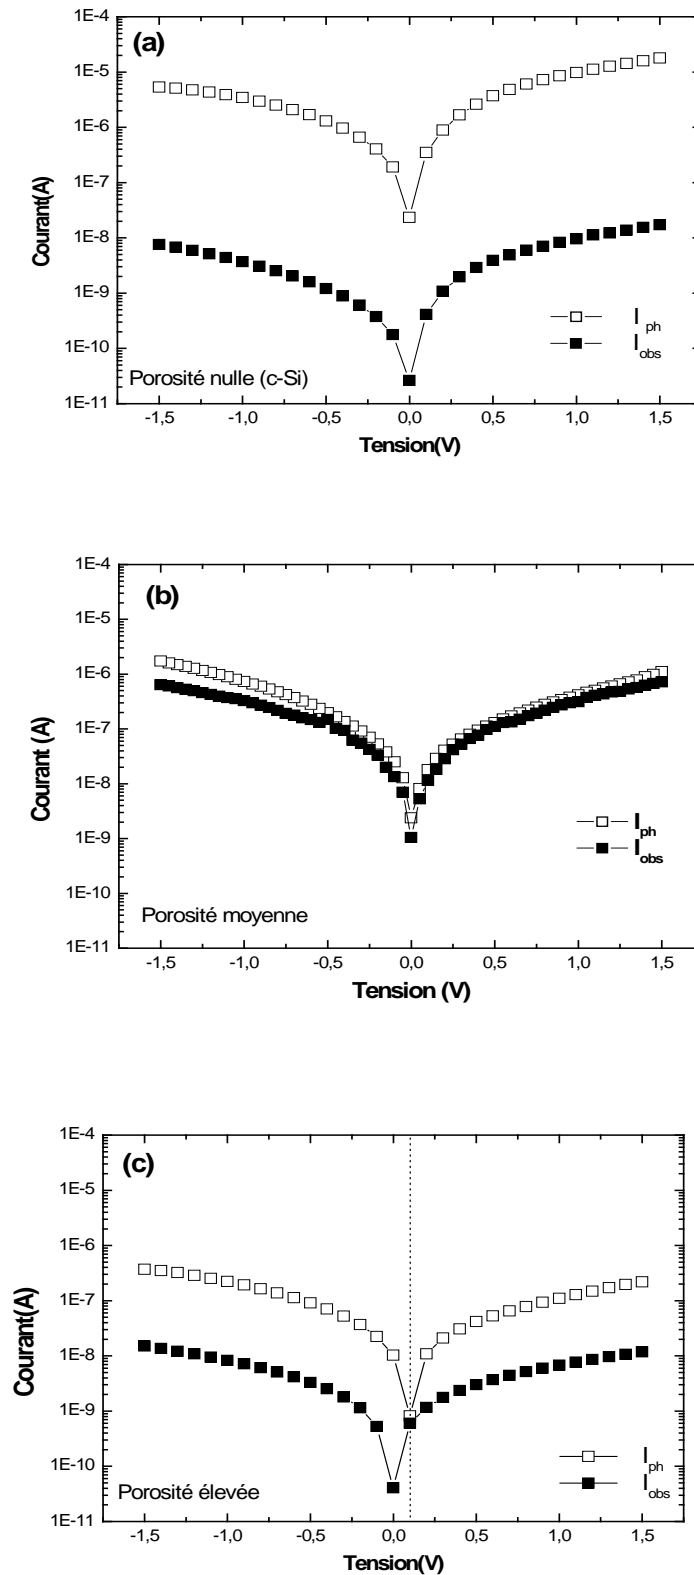 (a)
1E-4
1E-5
1E-6
1E-7
1E-8
1E-9
1E-10
1E-11
Courant(A)
I ph
I obs
Porosité nulle (c-Si)
-1,5 -1,0 -0,5 0,0 0,5 1,0 1,5
Tension(V)
(b)
1E-4
1E-5
1E-6
1E-7
1E-8
1E-9
1E-10
1E-11
Courant (A)
I ph
I obs
Porosité moyenne
-1,5 -1,0 -0,5 0,0 0,5 1,0 1,5
Tension (V)
(c)
1E-4
1E-5
1E-6
1E-7
1E-8
1E-9
1E-10
1E-11
Courant(A)
I ph
I obs
Porosité élevée
-1,5 -1,0 -0,5 0,0 0,5 1,0 1,5
Tension(V)